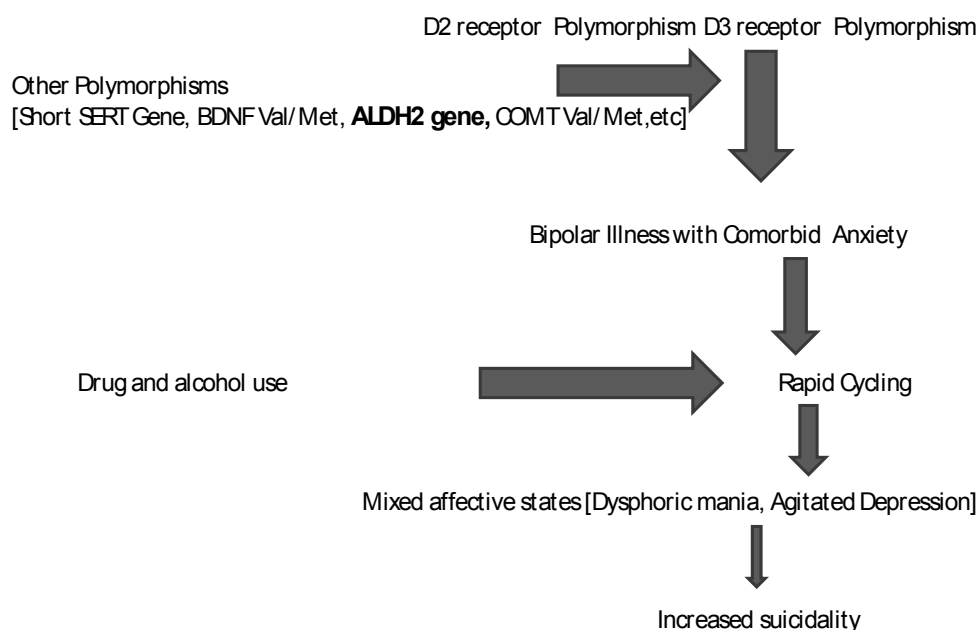 D2 receptor Polymorphism D3 receptor Polymorphism
Other Polymorphisms
[Short SERT Gene, BDNF Val/Met, ALDH2 gene, COMT Val/Met,etc]
Bipolar Illness with Comorbid Anxiety
Drug and alcohol use
Rapid Cycling
Mixed affective states [Dysphoric mania, Agitated Depression]
Increased suicidality